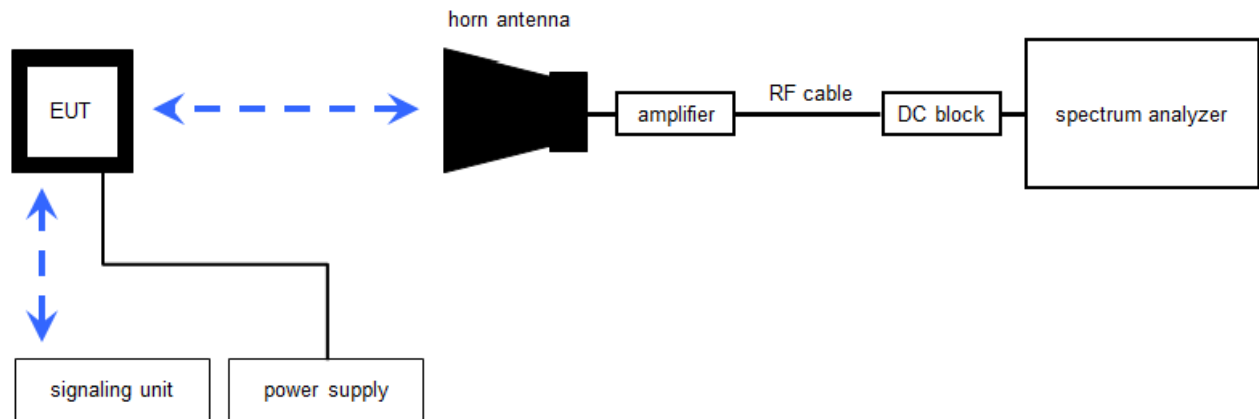 horn antenna
EUT
amplifier
RF cable
DC block
spectrum analyzer
signaling unit
power supply